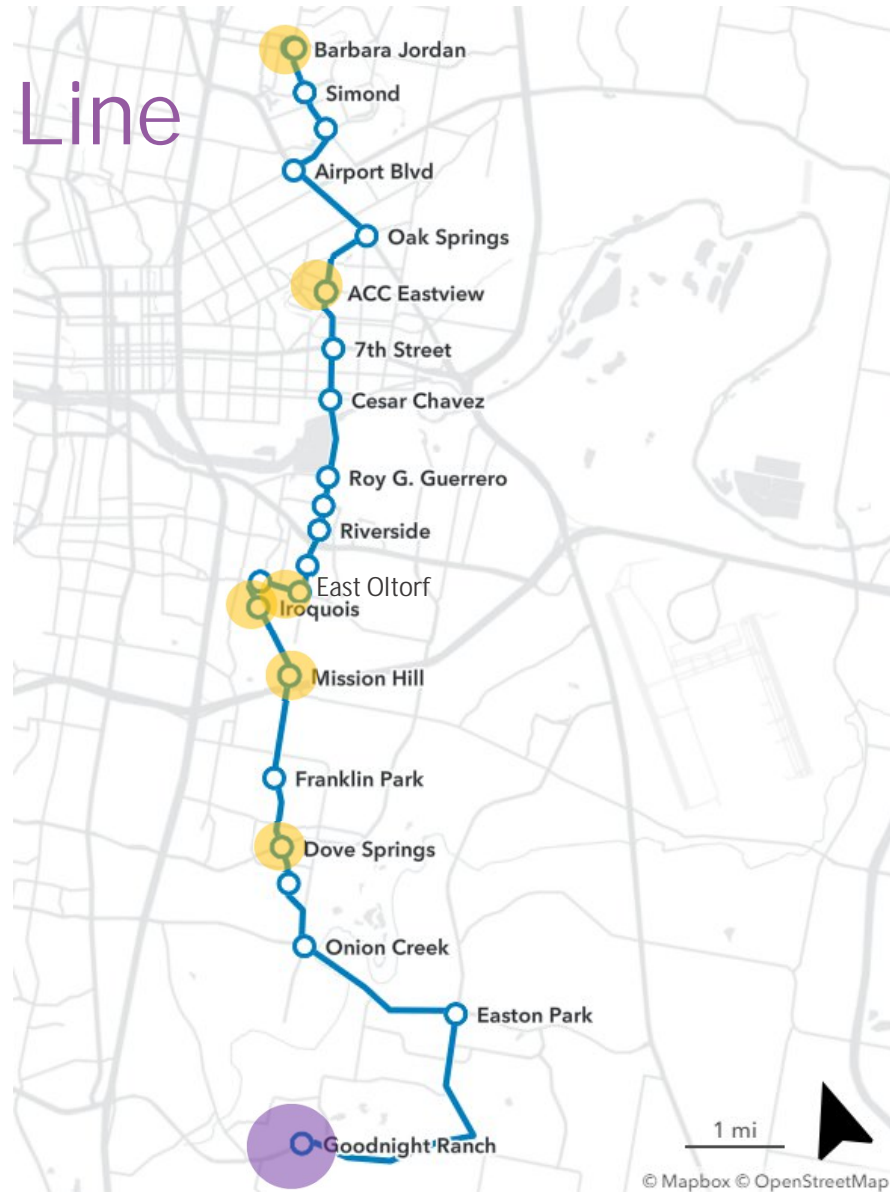 Line
Barbara Jordan
Simond
Airport Blvd
Oak Springs
ACC Eastview
7th Street
Cesar Chavez
Roy G. Guerrero
Riverside
East Oltorf
Iroquois
Mission Hill
Franklin Park
Dove Springs
Onion Creek
Easton Park
Goodnight Ranch
1 mi
© Mapbox © OpenStreetMap